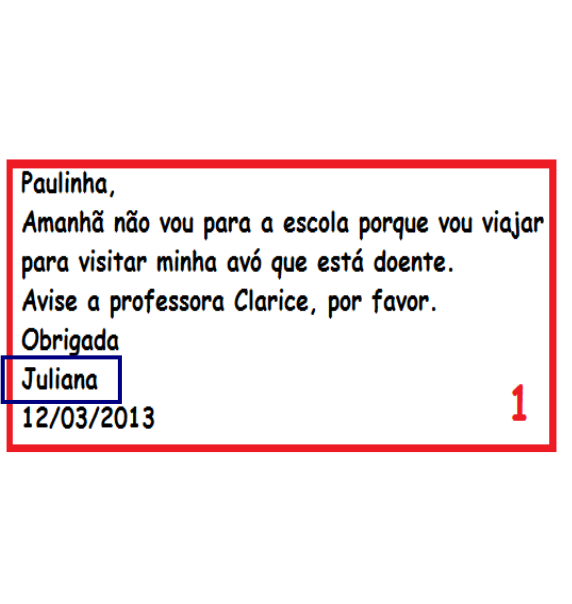 Paulinha,
Amanhã não vou para a escola porque vou viajar
para visitar minha avó que está doente.
Avise a professora Clarice, por favor.
Obrigada
Juliana
12/03/2013
1